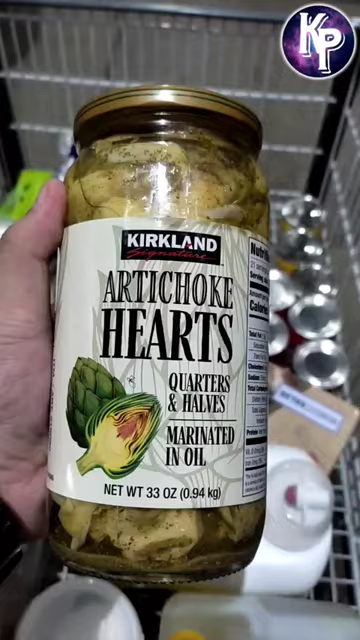 KP
KIRKLAND
Signature
ARTICHOKE
HEARTS
QUARTERS
& HALVES
MARINATED
IN OIL
NET WT 33 OZ (0.94 kg)